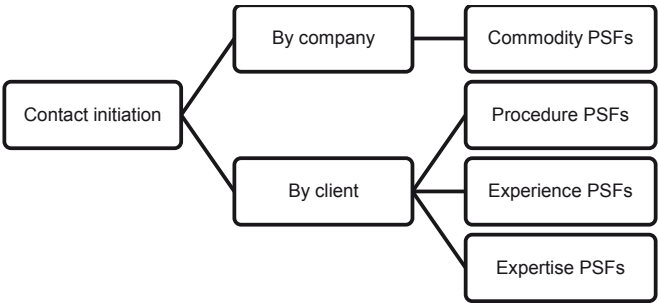 By company
Commodity PSFs
Contact initiation
Procedure PSFs
By client
Experience PSFs
Expertise PSFs